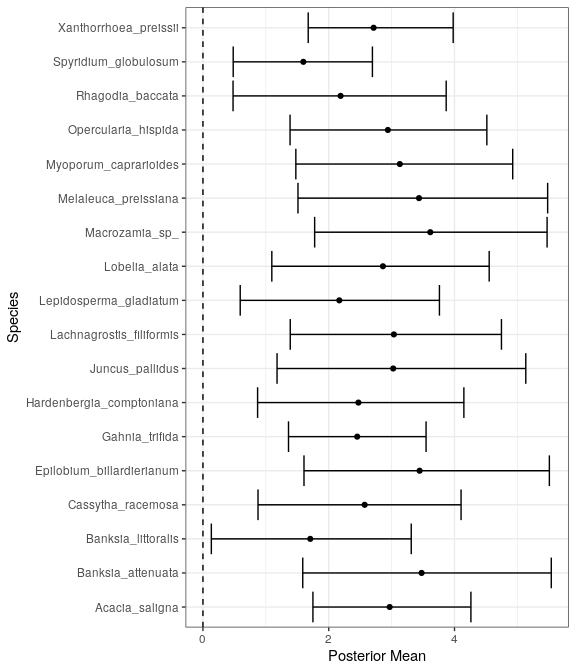 Xanthorrhoea_preissii
Spyridium_globulosum
Rhagodia_baccata
Opercularia_hispida
Myoporum_caprarioides
Melaleuca_preissiana
Macrozamia_sp_
Lobelia_alata
Lepidosperma_gladiatum
Lachnagrostis_filiformis
Juncus_pallidus
Hardenbergia_comptoniana
Gahnia_trifida
Epilobium_billardierianum
Cassytha_racemosa
Banksia_littoralis
Banksia_attenuata
Acacia_saligna
Species
0 2 4
Posterior Mean